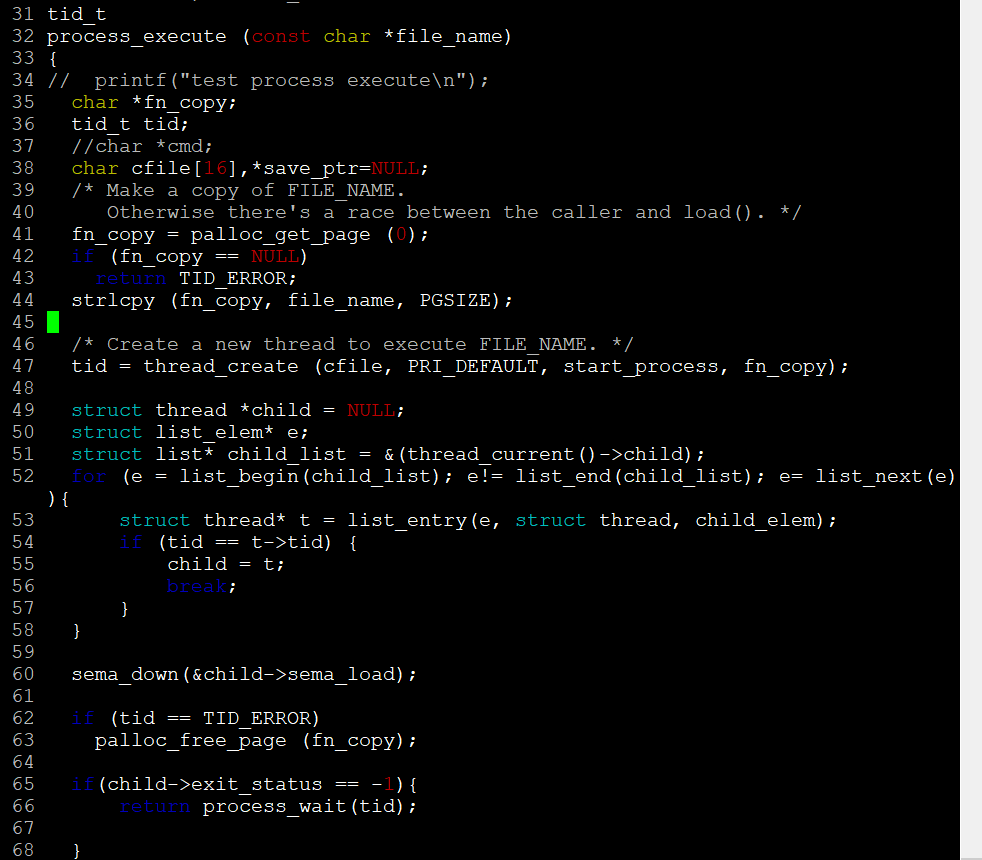 31 tid_t
32 process_execute (const char *file_name)
33 {
34 //  printf("test process execute\n");
35   char *fn_copy;
36   tid_t tid;
37   //char *cmd;
38   char cfile[16],*save_ptr=NULL;
39   /* Make a copy of FILE_NAME.
40      Otherwise there's a race between the caller and load(). */
41   fn_copy = palloc_get_page (0);
42   if (fn_copy == NULL)
43     return TID_ERROR;
44   strlcpy (fn_copy, file_name, PGSIZE);
45
46   /* Create a new thread to execute FILE_NAME. */
47   tid = thread_create (cfile, PRI_DEFAULT, start_process, fn_copy);
48
49   struct thread *child = NULL;
50   struct list_elem* e;
51   struct list* child_list = &(thread_current()->child);
52   for (e = list_begin(child_list); e!= list_end(child_list); e= list_next(e)
){
53       struct thread* t = list_entry(e, struct thread, child_elem);
54       if (tid == t->tid) {
55           child = t;
56           break;
57       }
58   }
59
60   sema_down(&child->sema_load);
61
62   if (tid == TID_ERROR)
63     palloc_free_page (fn_copy);
64
65   if(child->exit_status == -1){
66       return process_wait(tid);
67
68   }